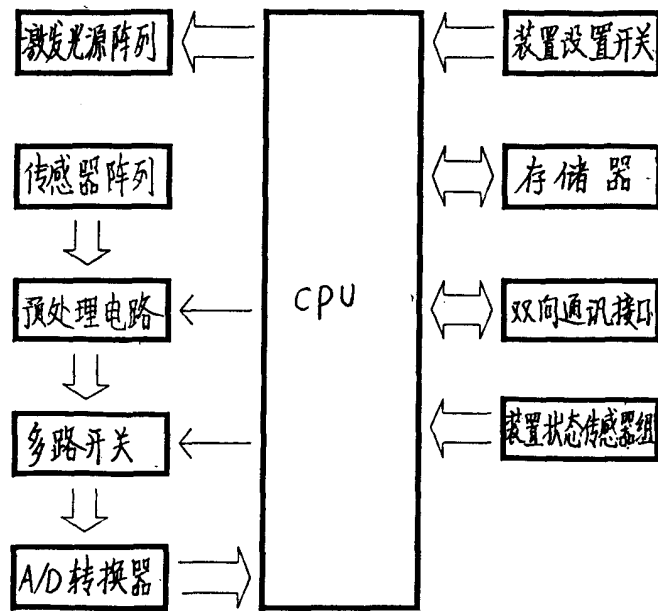 激发光源阵列
传感器阵列
预处理电路
多路开关
A/D转换器
CPU
装置设置开关
存储器
双向通讯接口
装置状态传感器组